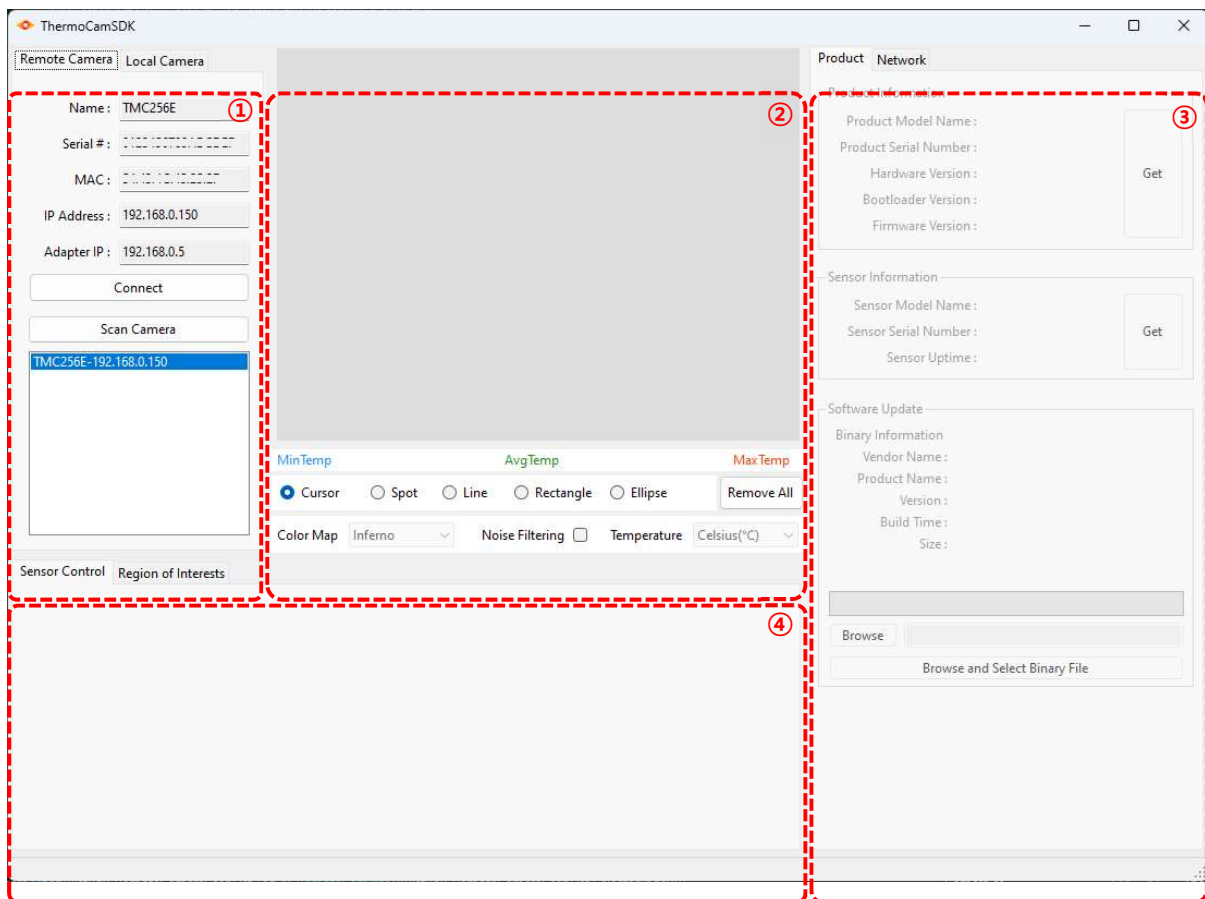 ThermoCamSDK
Remote Camera Local Camera
①
Name : TMC256E
Serial # :
MAC :
IP Address : 192.168.0.150
Adapter IP : 192.168.0.5
Connect
Scan Camera
TMC256E-192.168.0.150
Sensor Control Region of Interests
②
MinTemp AvgTemp MaxTemp
Cursor Spot Line Rectangle Ellipse Remove All
Color Map Inferno Noise Filtering Temperature Celsius(°C)
Product Network
③
Product Information
Product Model Name :
Product Serial Number :
Hardware Version : Get
Bootloader Version :
Firmware Version :
Sensor Information
Sensor Model Name :
Sensor Serial Number : Get
Sensor Uptime :
Software Update
Binary Information
Vendor Name :
Product Name :
Version :
Build Time :
Size :
Browse
Browse and Select Binary File
④